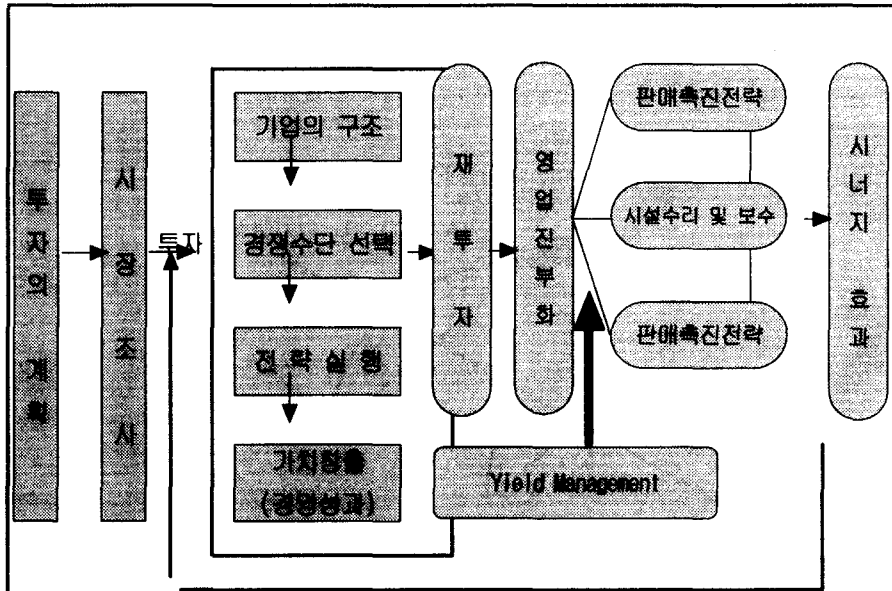 투자의 계획
시장조사
투자
기업의 구조
경쟁수단 선택
전 략 실 행
가치창출
(경영성과)
재투자
영업진부화
판매촉진전략
시설수리 및 보수
판매촉진전략
Yield Management
시너지 효과